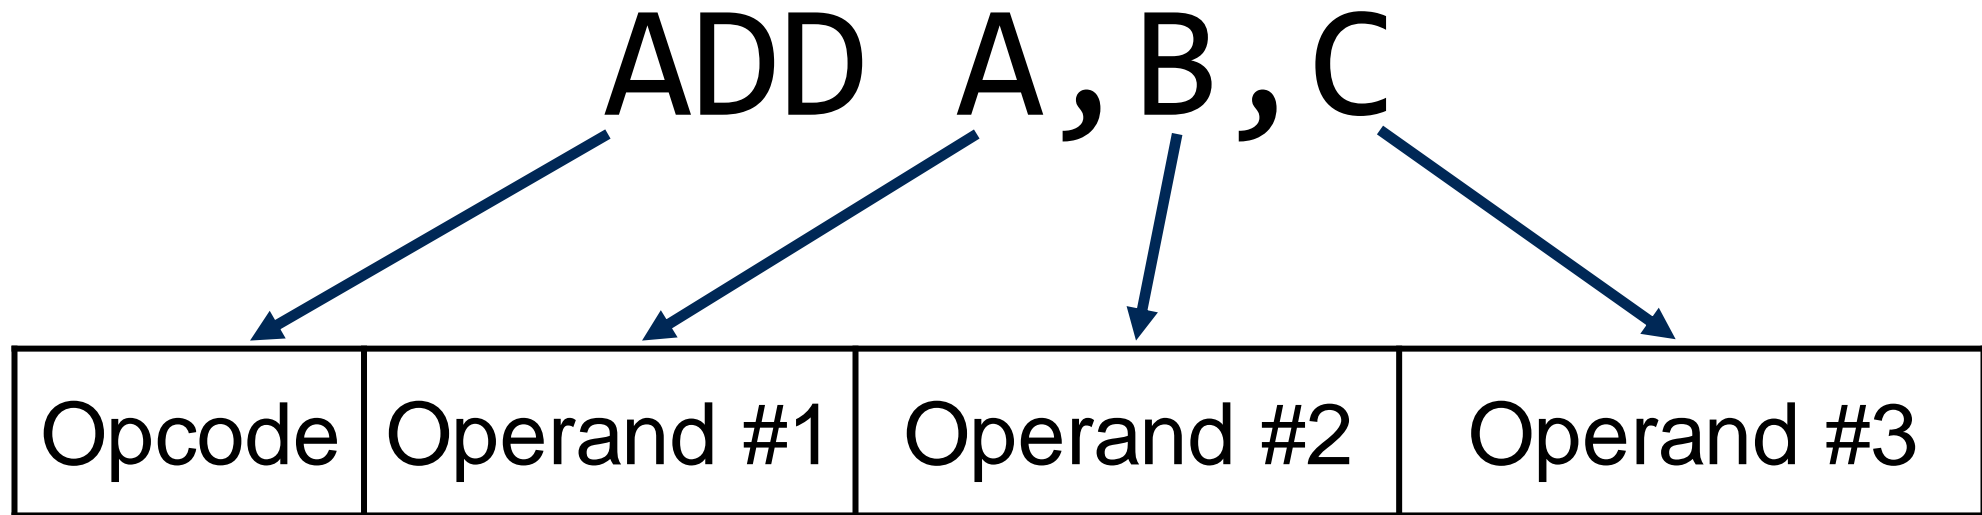 ADD A,B,C
Opcode Operand #1 Operand #2 Operand #3